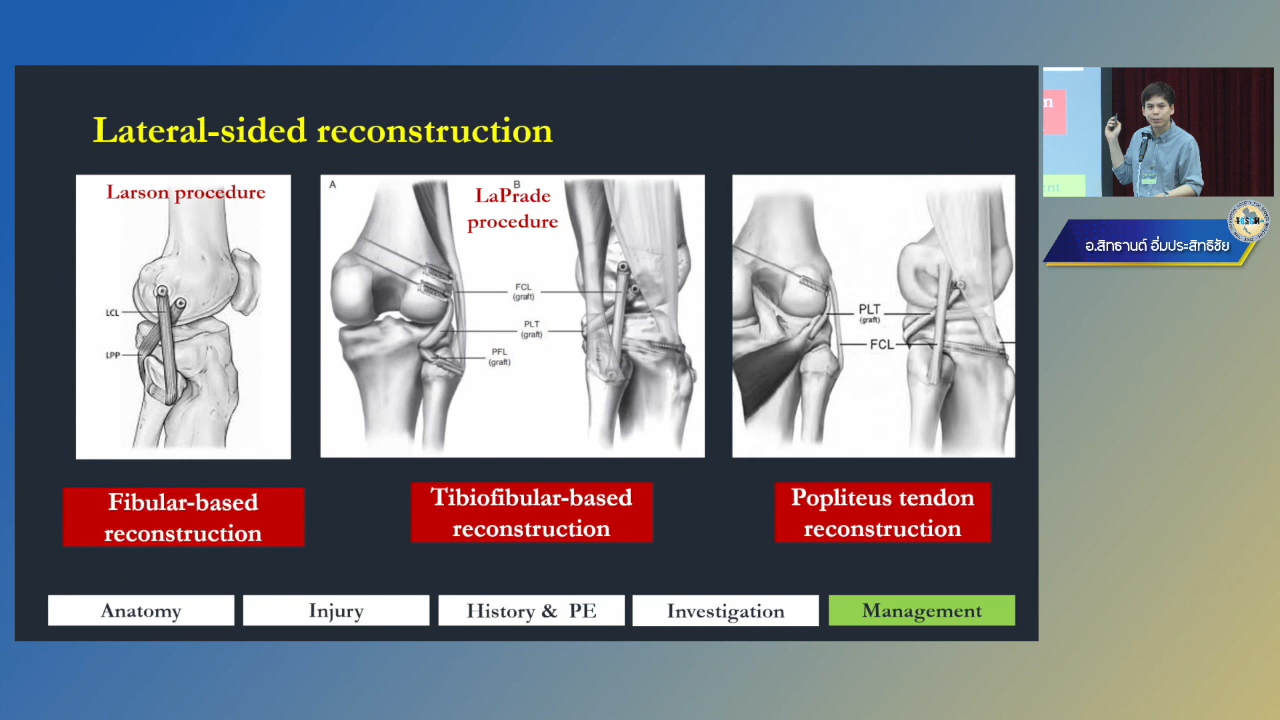 Lateral-sided reconstruction
Larson procedure
LCL
LPP
A
B
LaPrade
procedure
FCL
(graft)
PLT
(graft)
PFL
(graft)
PLT
(graft)
FCL
Fibular-based
reconstruction
Tibiofibular-based
reconstruction
Popliteus tendon
reconstruction
Anatomy
Injury
History & PE
Investigation
Management
อ.สิทธานต์ อิ่มประสิทธิชัย